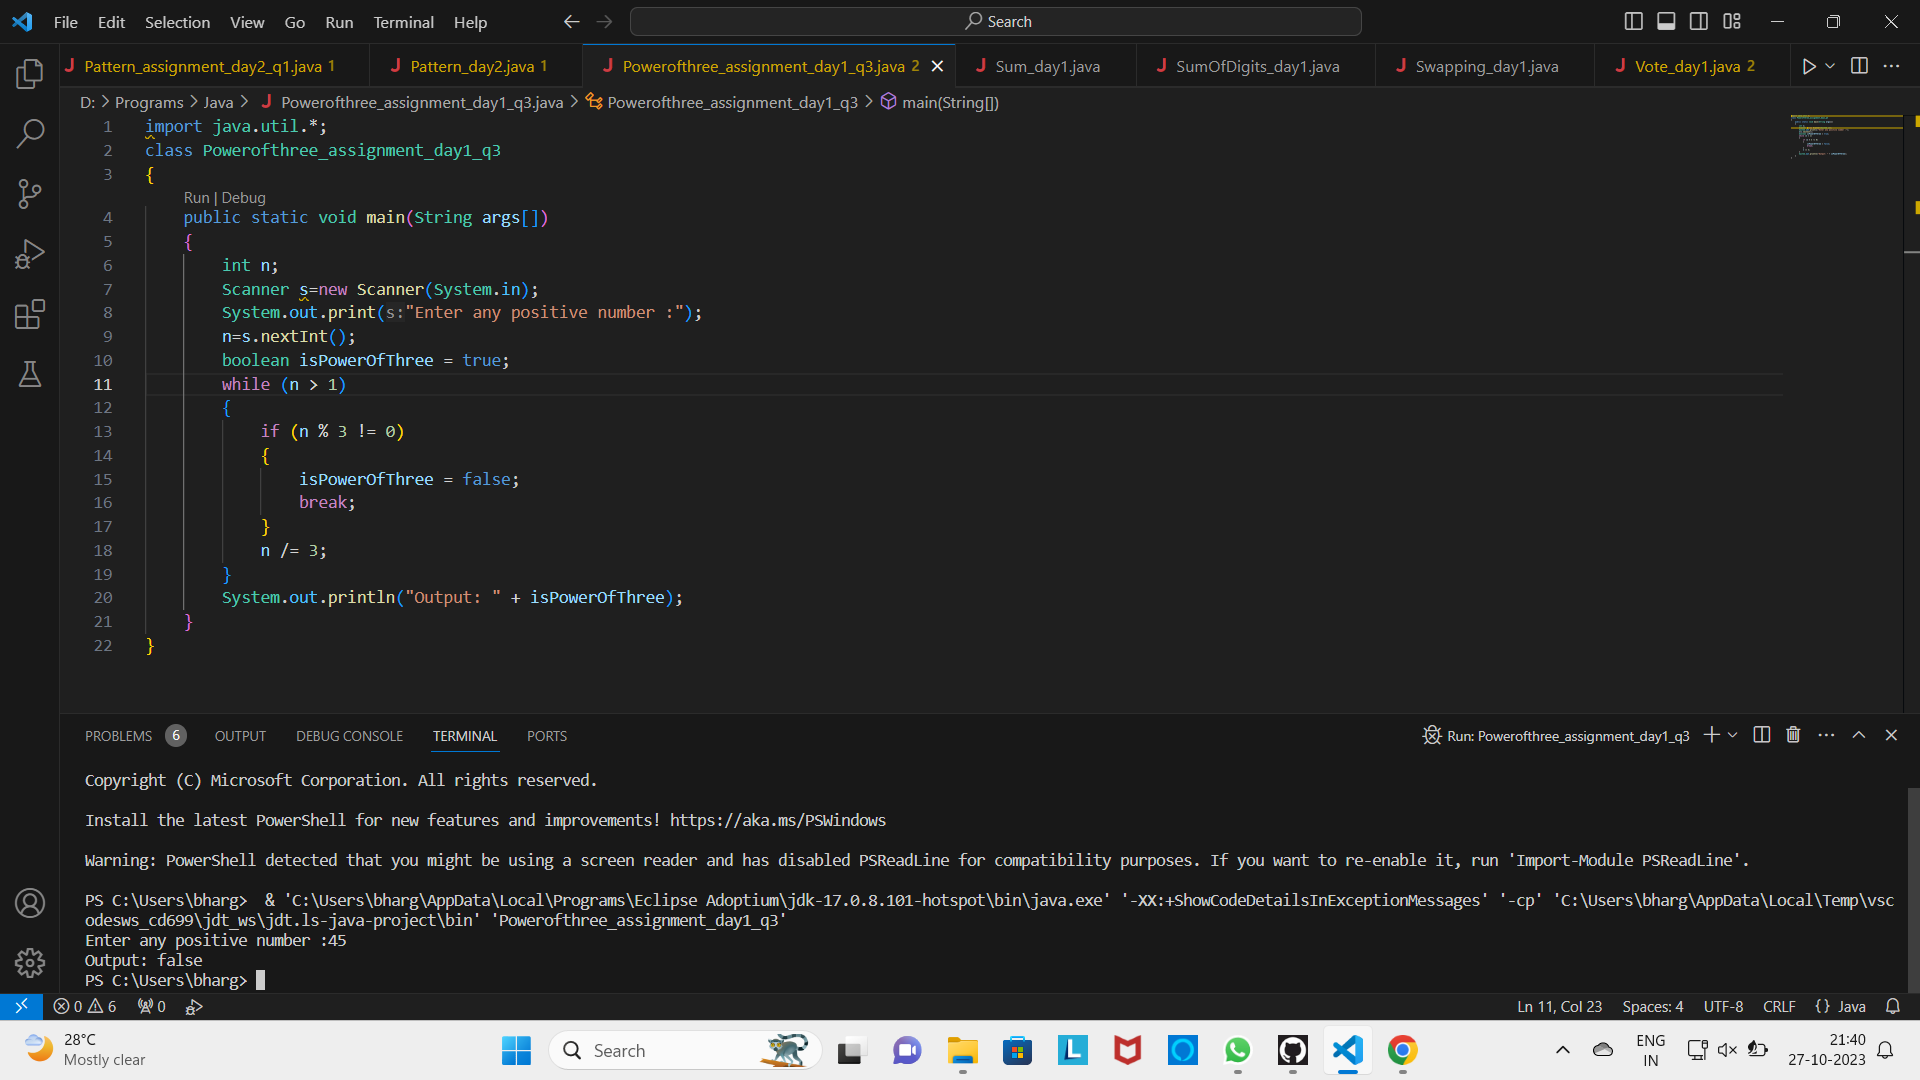 File Edit Selection View Go Run Terminal Help Search
Pattern_assignment_day2_q1.java 1 Pattern_day2.java 1 Powerofthree_assignment_day1_q3.java 2 Sum_day1.java SumOfDigits_day1.java Swapping_day1.java Vote_day1.java 2
D: > Programs > Java > Powerofthree_assignment_day1_q3.java > Powerofthree_assignment_day1_q3 > main(String[])
1 import java.util.*;
2 class Powerofthree_assignment_day1_q3
3 {
Run | Debug
4 public static void main(String args[])
5 {
6 int n;
7 Scanner s=new Scanner(System.in);
8 System.out.print(s:"Enter any positive number :");
9 n=s.nextInt();
10 boolean isPowerOfThree = true;
11 while (n > 1)
12 {
13 if (n % 3 != 0)
14 {
15 isPowerOfThree = false;
16 break;
17 }
18 n /= 3;
19 }
20 System.out.println("Output: " + isPowerOfThree);
21 }
22 }
PROBLEMS 6 OUTPUT DEBUG CONSOLE TERMINAL PORTS Run: Powerofthree_assignment_day1_q3
Copyright (C) Microsoft Corporation. All rights reserved.
Install the latest PowerShell for new features and improvements! https://aka.ms/PSWindows
Warning: PowerShell detected that you might be using a screen reader and has disabled PSReadLine for compatibility purposes. If you want to re-enable it, run 'Import-Module PSReadLine'.
PS C:\Users\bharg>  & 'C:\Users\bharg\AppData\Local\Programs\Eclipse Adoptium\jdk-17.0.8.101-hotspot\bin\java.exe' '-XX:+ShowCodeDetailsInExceptionMessages' '-cp' 'C:\Users\bharg\AppData\Local\Temp\vsc
odesws_cd699\jdt_ws\jdt.ls-java-project\bin' 'Powerofthree_assignment_day1_q3'
Enter any positive number :45
Output: false
PS C:\Users\bharg>
0 6 0 Ln 11, Col 23 Spaces: 4 UTF-8 CRLF {} Java
28°C
Mostly clear
Search
ENG
IN
21:40
27-10-2023